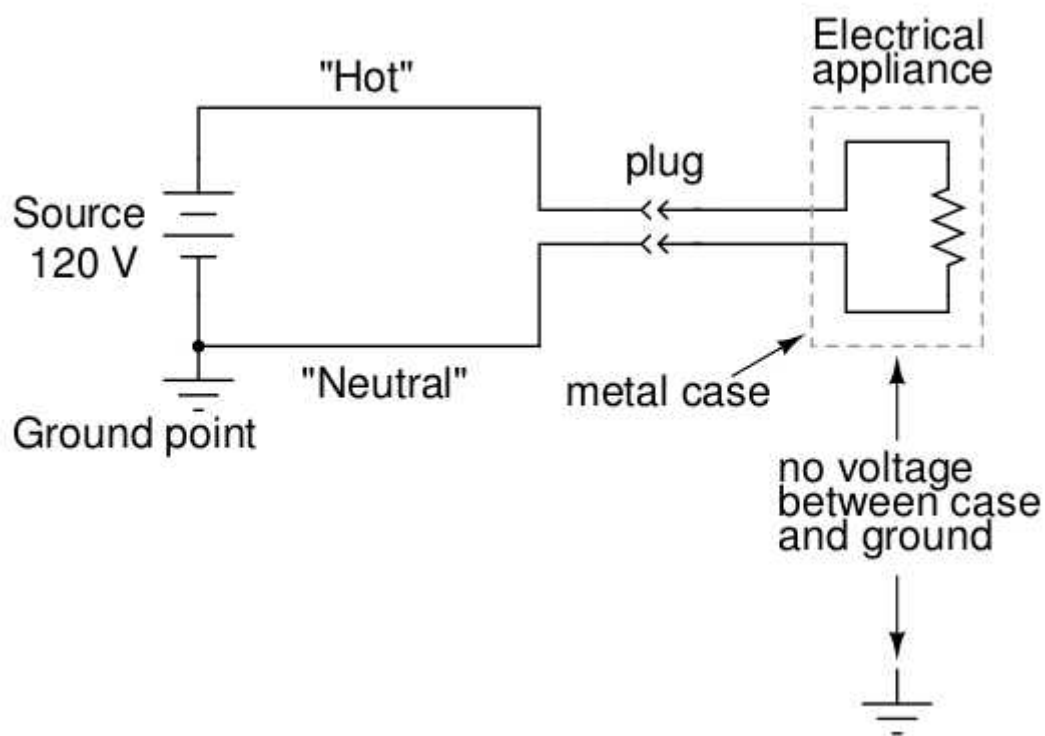 Electrical
appliance
"Hot"
plug
Source
120 V
"Neutral"
metal case
Ground point
no voltage
between case
and ground